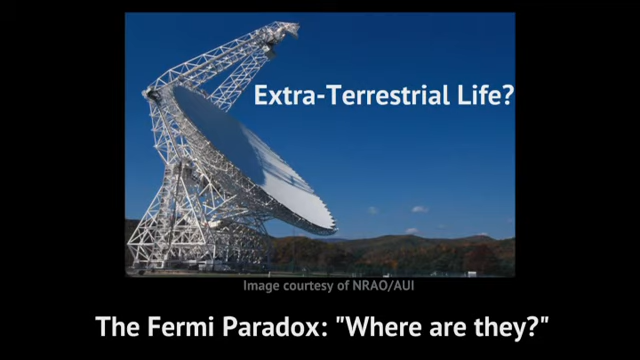 Extra-Terrestrial Life?
Image courtesy of NRAO/AUI
The Fermi Paradox: "Where are they?"